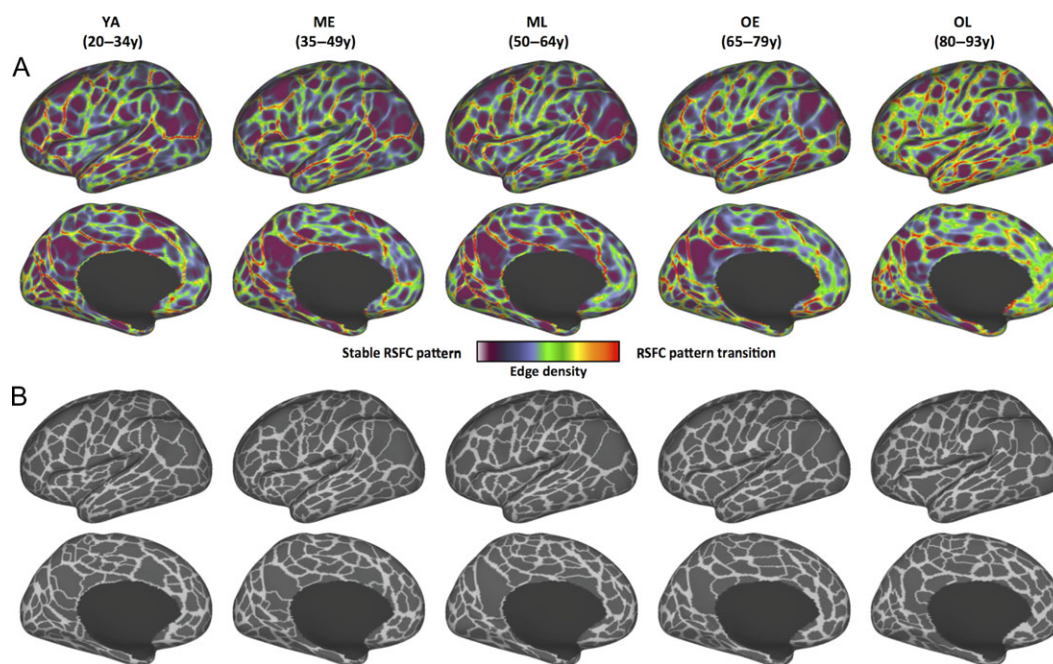 YA ME ML OE OL
(20–34y) (35–49y) (50–64y) (65–79y) (80–93y)
A
Stable RSFC pattern RSFC pattern transition
Edge density
B